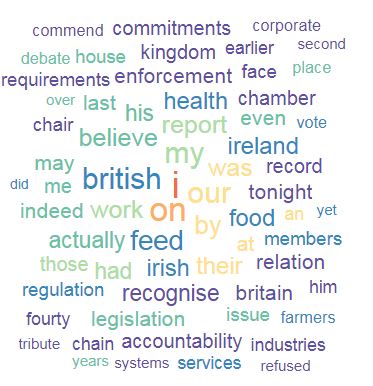 commend commitments corporate
second
debate house kingdom earlier
place
requirements enforcement face
over last his health chamber
chair report even vote
believe my ireland
may was record
did me british i our tonight
indeed work on by food an yet
actually feed at members
those had irish their relation
regulation recognise britain him
fourty legislation issue farmers
tribute chain accountability industries
years systems services refused